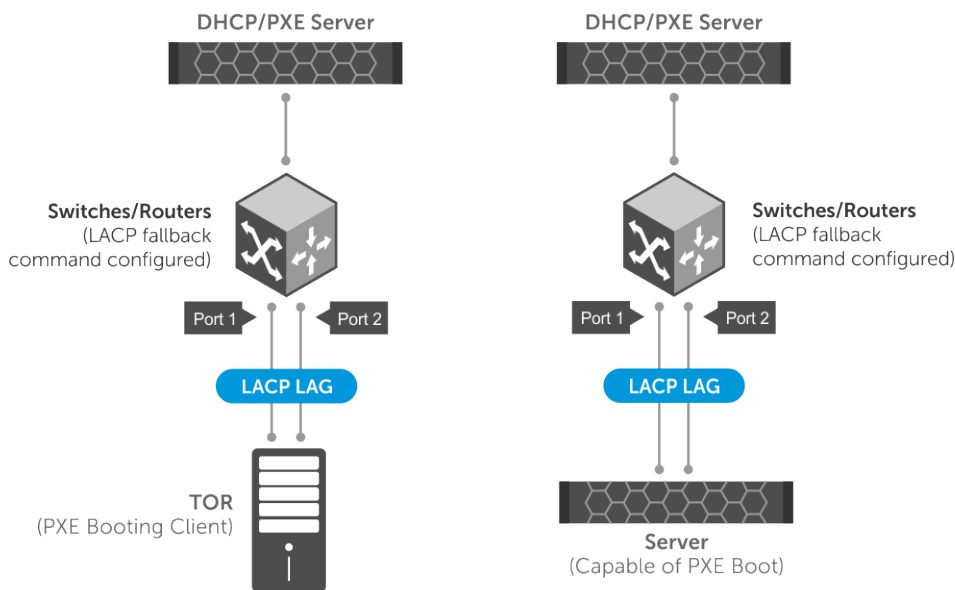 DHCP/PXE Server
Switches/Routers
(LACP fallback
command configured)
Port 1
Port 2
LACP LAG
TOR
(PXE Booting Client)
DHCP/PXE Server
Switches/Routers
(LACP fallback
command configured)
Port 1
Port 2
LACP LAG
Server
(Capable of PXE Boot)